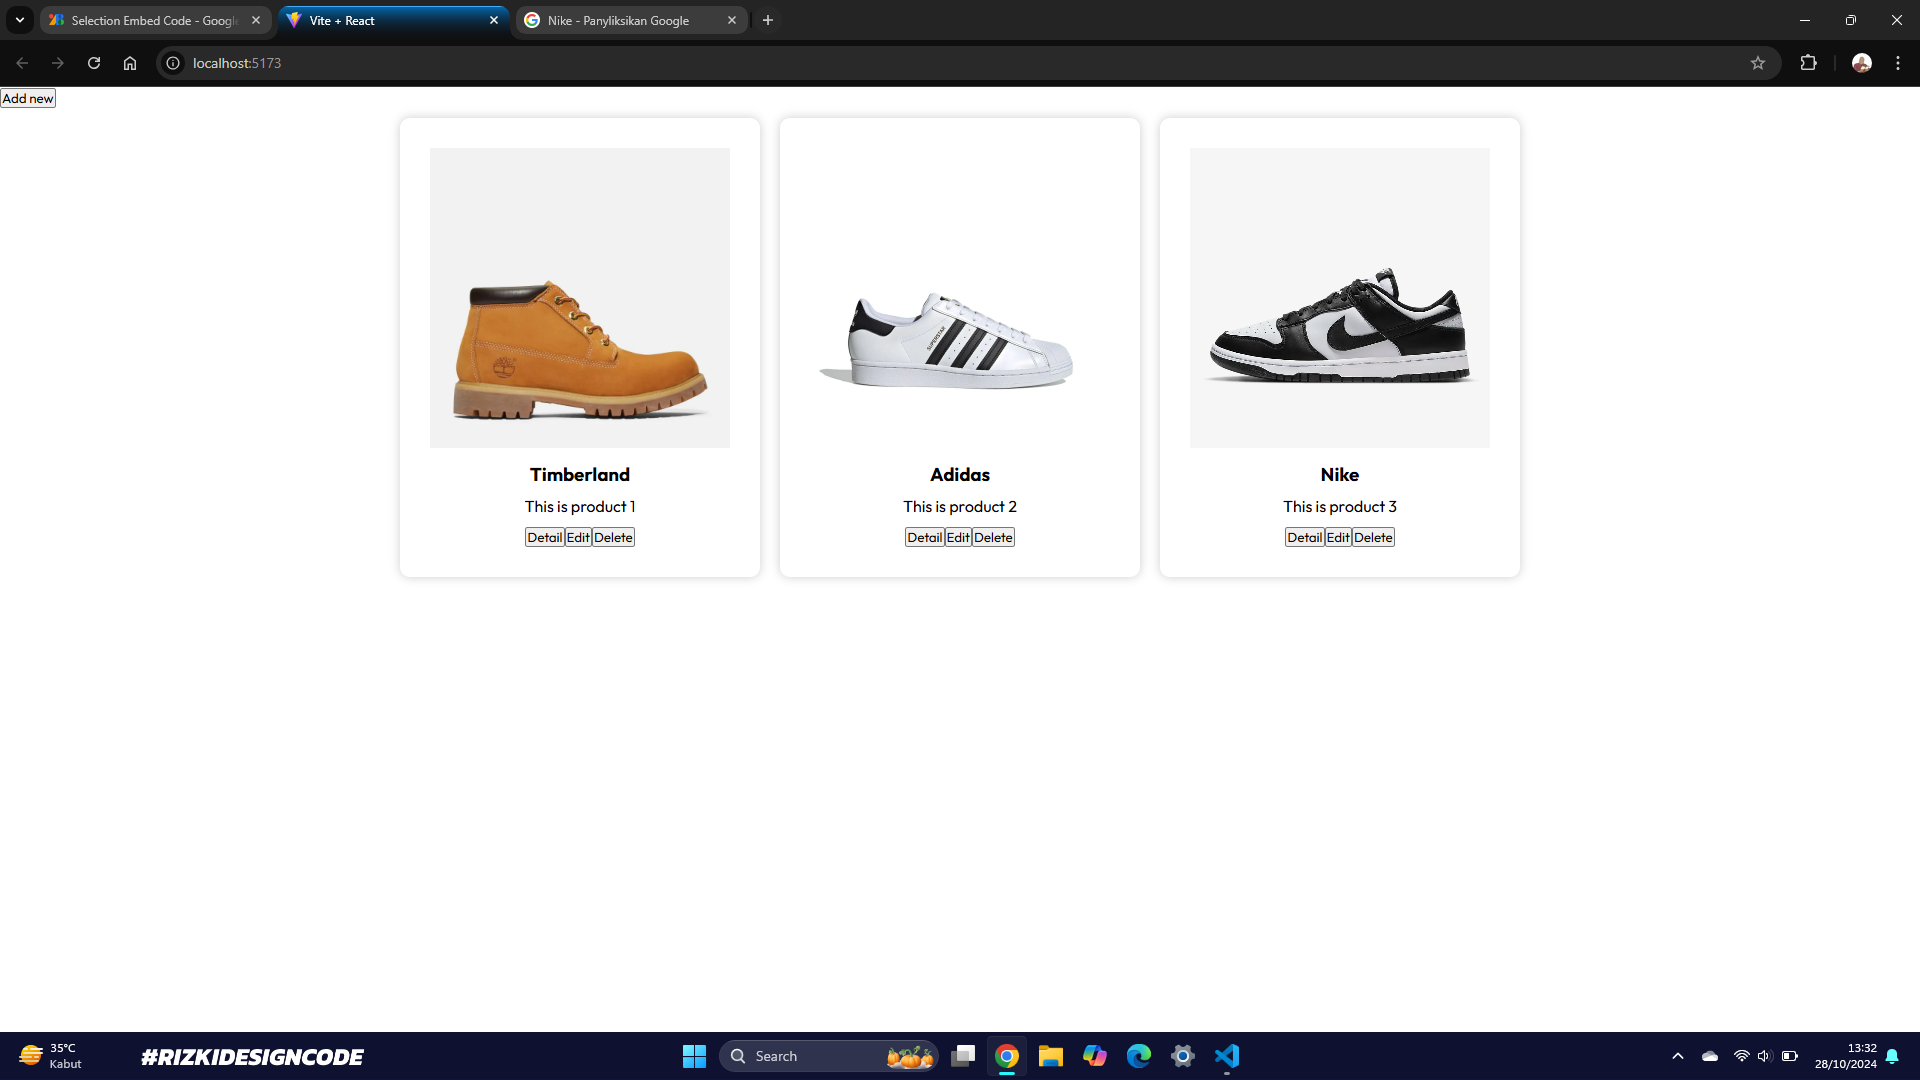 Selection Embed Code - Googl
Vite + React
Nike - Panyliksikan Google
localhost:5173
Add new
SUPERSTAR
Timberland
Adidas
Nike
This is product 1
This is product 2
This is product 3
Detail Edit Delete
Detail Edit Delete
Detail Edit Delete
35°C
Kabut
#RIZKIDESIGNCODE
Search
13:32
28/10/2024